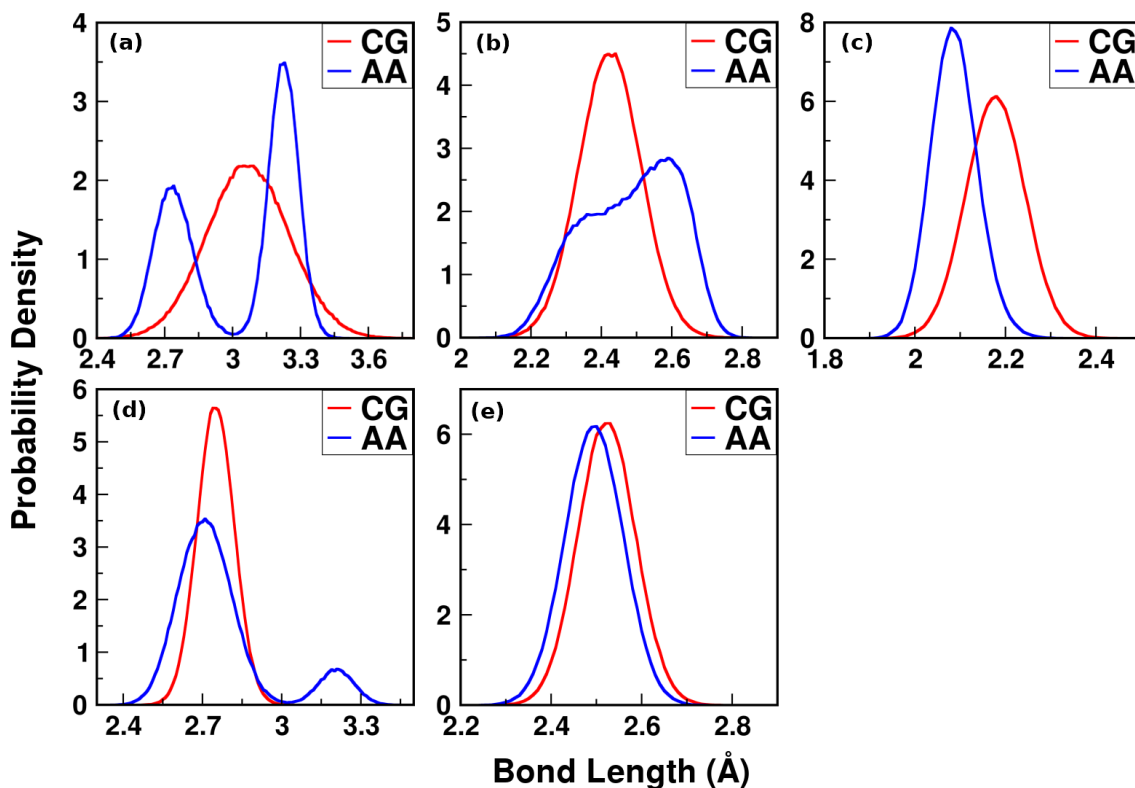 (a)
CG
AA
4
3
2
1
0
2.4 2.7 3 3.3 3.6
(b)
CG
AA
5
4
3
2
1
0
2 2.2 2.4 2.6 2.8
(c)
CG
AA
8
6
4
2
0
1.8 2 2.2 2.4
(d)
CG
AA
6
5
4
3
2
1
0
2.4 2.7 3 3.3
(e)
CG
AA
6
4
2
0
2.2 2.4 2.6 2.8
Probability Density
Bond Length (Å)